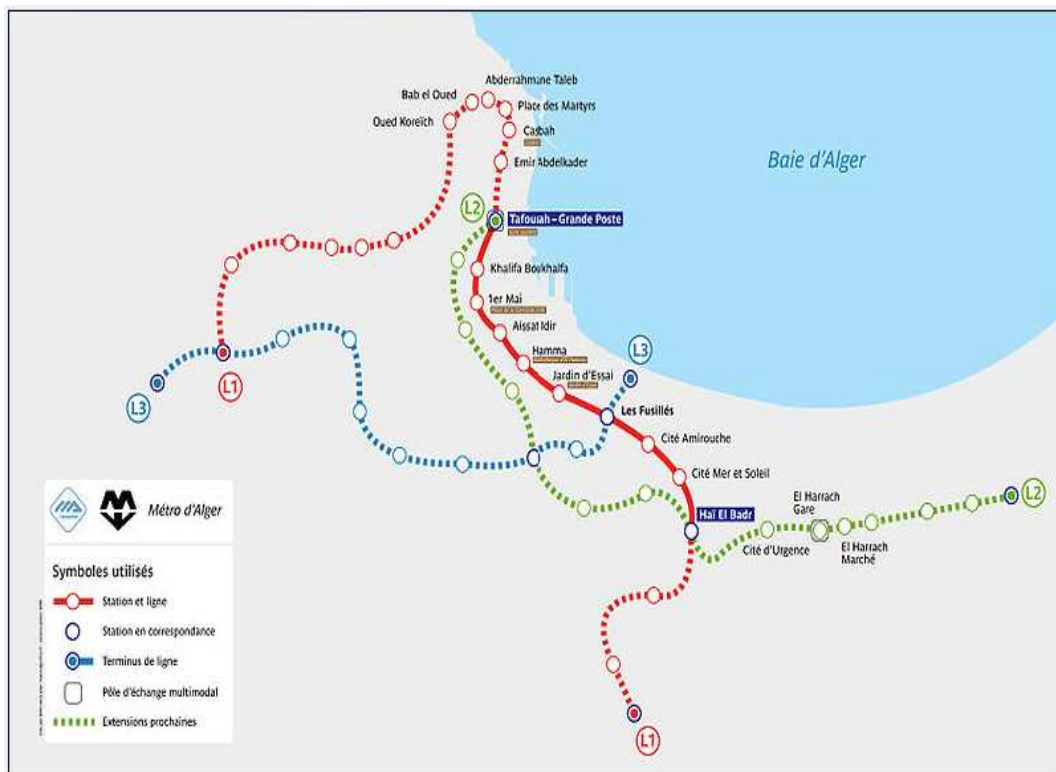 Abderrahmane Taleb
Bab el Oued
Place des Martyrs
Oued Koreïch
Casbah
Emir Abdelkader
Baie d'Alger
L2
Tafourah – Grande Poste
Khalifa Boukhalfa
1er Mai
Aissat Idir
Hamma
L3
Jardin d'Essai
L1
L3
Les Fusillés
Cité Amirouche
Cité Mer et Soleil
El Harrach
Gare
L2
Haï El Badr
Cité d'Urgence
El Harrach
Marché
Métro d'Alger
Symboles utilisés
Station et ligne
Station en correspondance
Terminus de ligne
Pôle d'échange multimodal
Extensions prochaines
L1